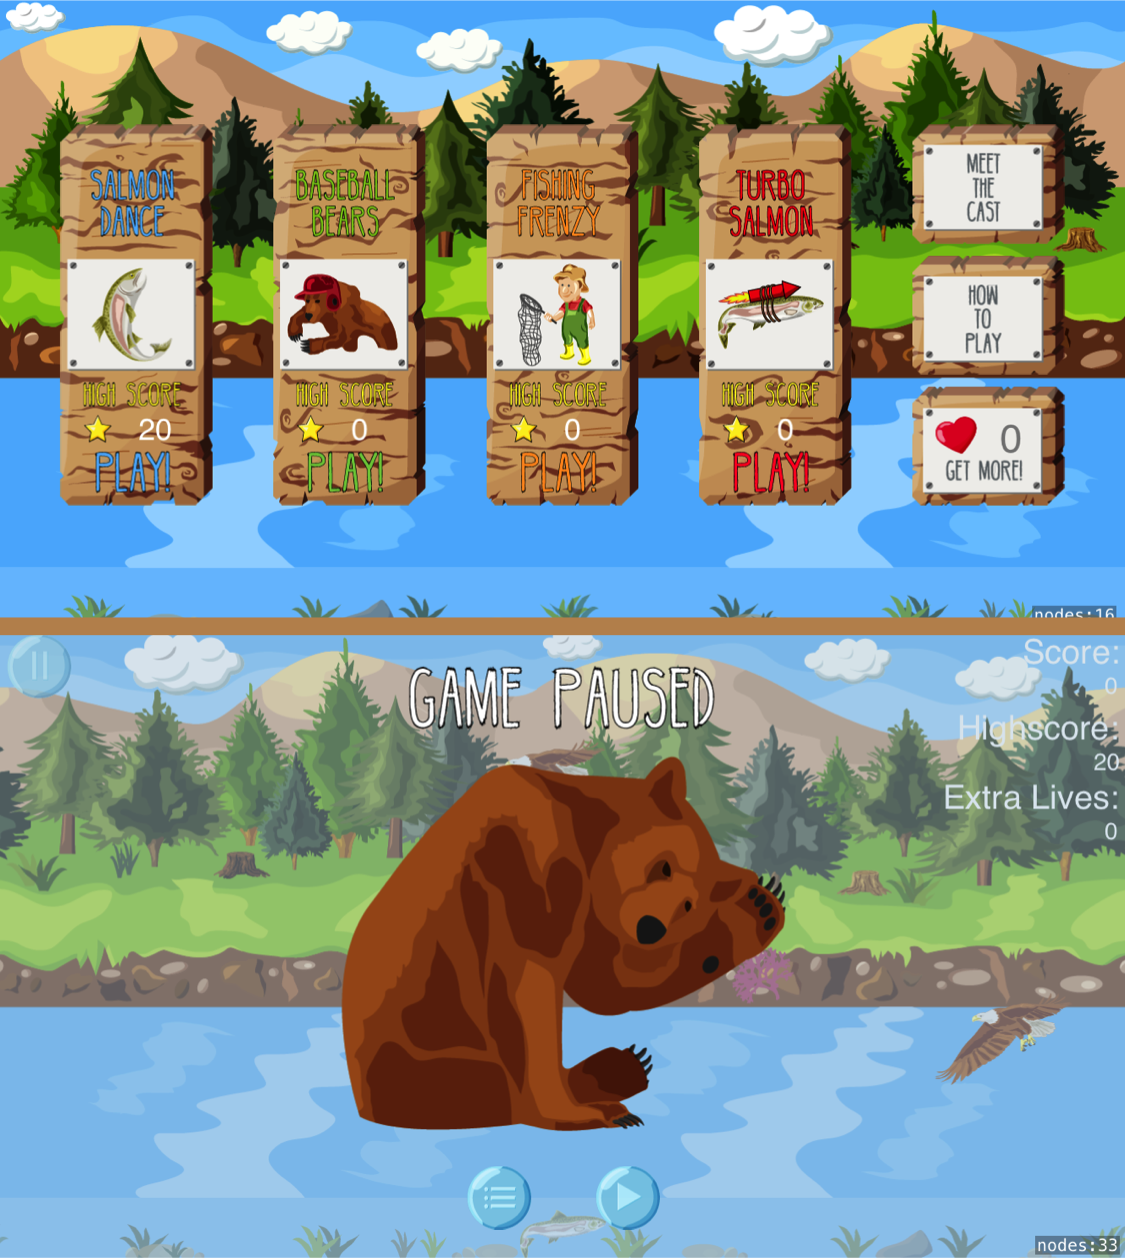 SALMON
DANCE
HIGH SCORE
20
PLAY!
BASEBALL
BEARS
HIGH SCORE
0
PLAY!
FISHING
FRENZY
HIGH SCORE
0
PLAY!
TURBO
SALMON
HIGH SCORE
0
PLAY!
MEET
THE
CAST
HOW
TO
PLAY
0
GET MORE!
nodes:16
GAME PAUSED
Score:
0
Highscore:
20
Extra Lives:
0
nodes:33